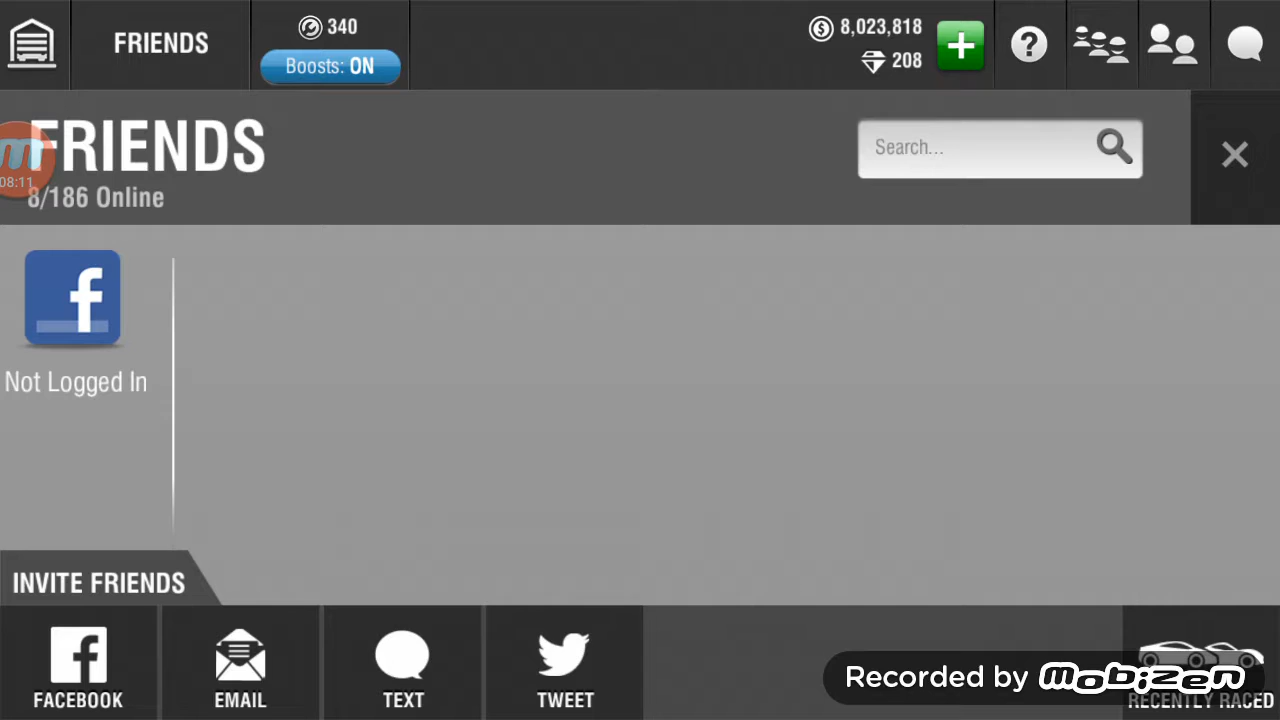 FRIENDS
340
Boosts: ON
8,023,818
208
?
FRIENDS
8/186 Online
Search...
08:11
Not Logged In
INVITE FRIENDS
FACEBOOK
EMAIL
TEXT
TWEET
RECENTLY RACED
Recorded by mobizen